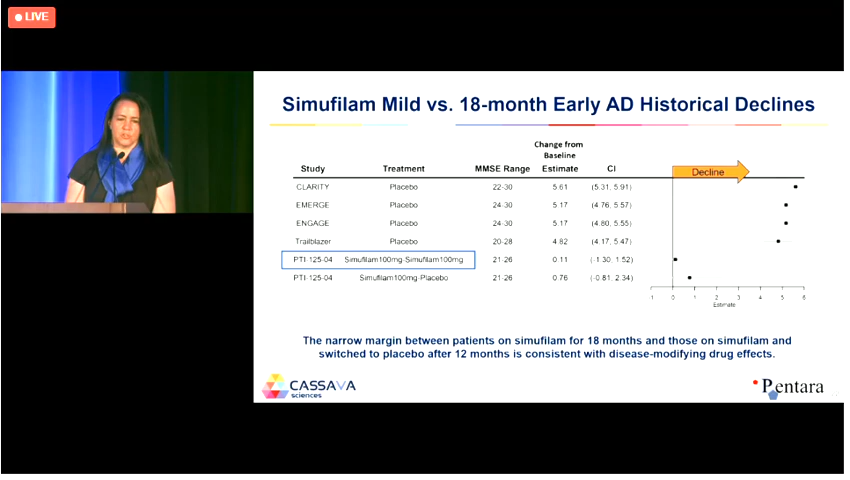 LIVE
Simufilam Mild vs. 18-month Early AD Historical Declines
Change from
Baseline
Study Treatment MMSE Range Estimate CI
Decline
CLARITY Placebo 22-30 5.61 (5.31, 5.91)
EMERGE Placebo 24-30 5.17 (4.76, 5.57)
ENGAGE Placebo 24-30 5.17 (4.80, 5.55)
Trailblazer Placebo 20-28 4.82 (4.17, 5.47)
PTI-125-04 Simufilam100mg-Simufilam100mg 21-26 0.11 (-1.30, 1.52)
PTI-125-04 Simufilam100mg-Placebo 21-26 0.76 (-0.81, 2.34)
1 0 1 2 3 4 5 6
Estimate
The narrow margin between patients on simufilam for 18 months and those on simufilam and
switched to placebo after 12 months is consistent with disease-modifying drug effects.
CASSAVA
sciences
Pentara